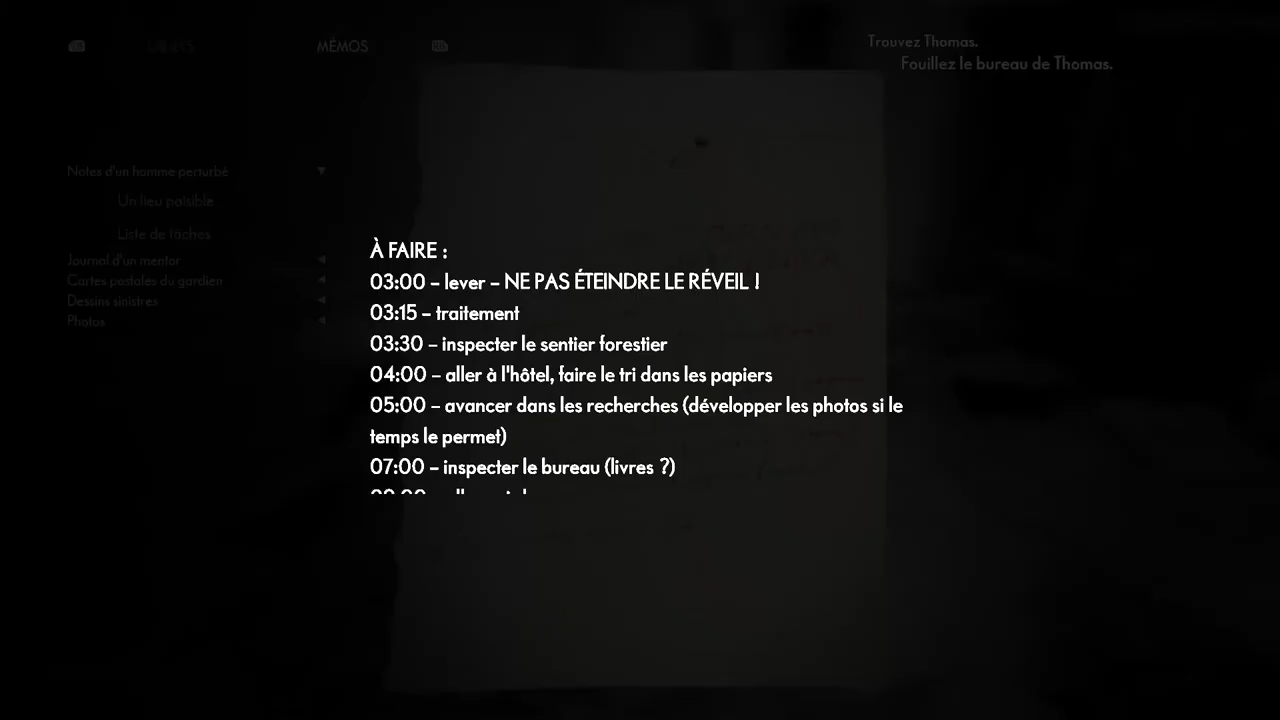 MÉMOS
Trouvez Thomas.
Fouillez le bureau de Thomas.
Notes d'un homme perturbé
Un lieu paisible
Liste de tâches
Journal d'un mentor
Cartes postales du gardien
Dessins sinistres
Photos
À FAIRE :
03:00 – lever – NE PAS ÉTEINDRE LE RÉVEIL !
03:15 – traitement
03:30 – inspecter le sentier forestier
04:00 – aller à l'hôtel, faire le tri dans les papiers
05:00 – avancer dans les recherches (développer les photos si le
temps le permet)
07:00 – inspecter le bureau (livres ?)